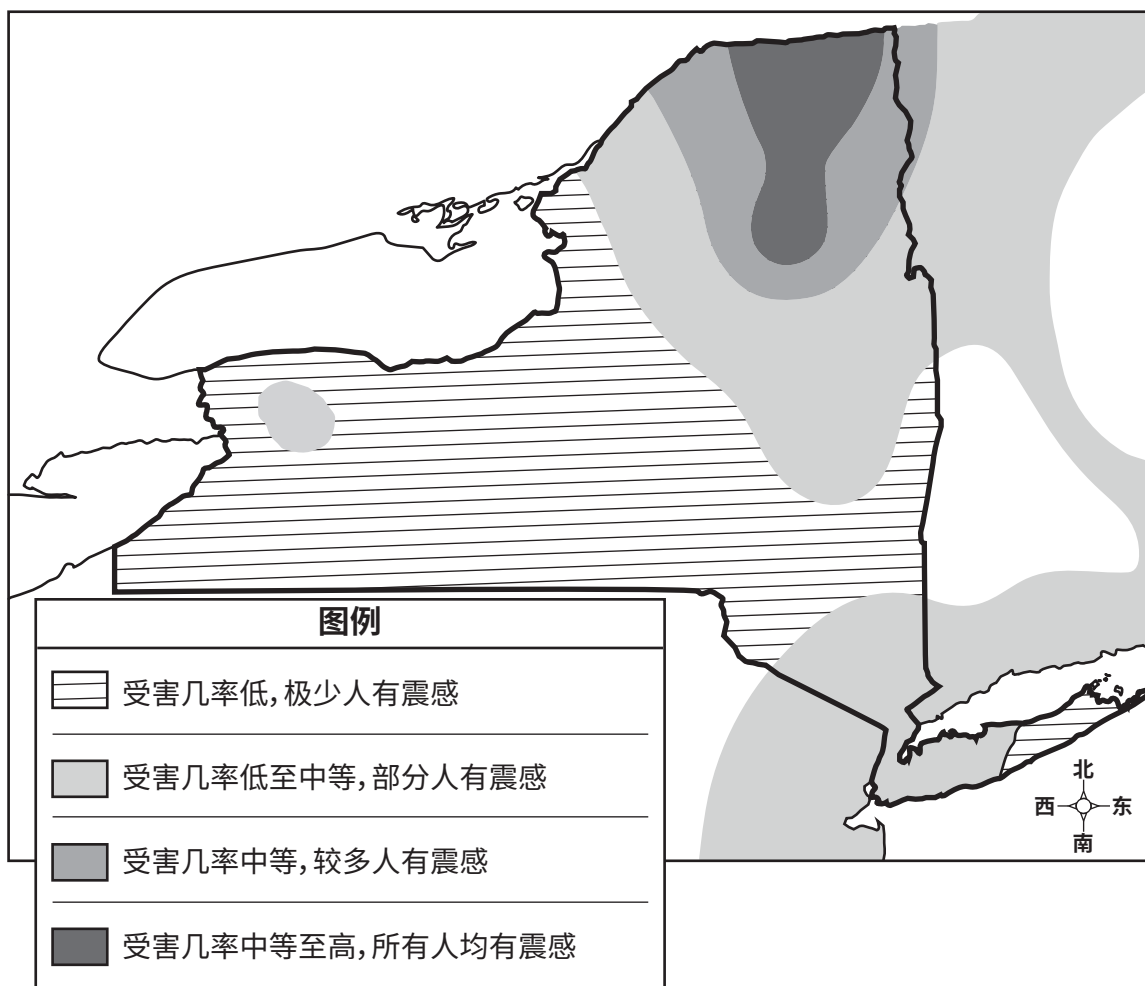 北
西 东
南
图例
受害几率低，极少人有震感
受害几率低至中等，部分人有震感
受害几率中等，较多人有震感
受害几率中等至高，所有人均有震感